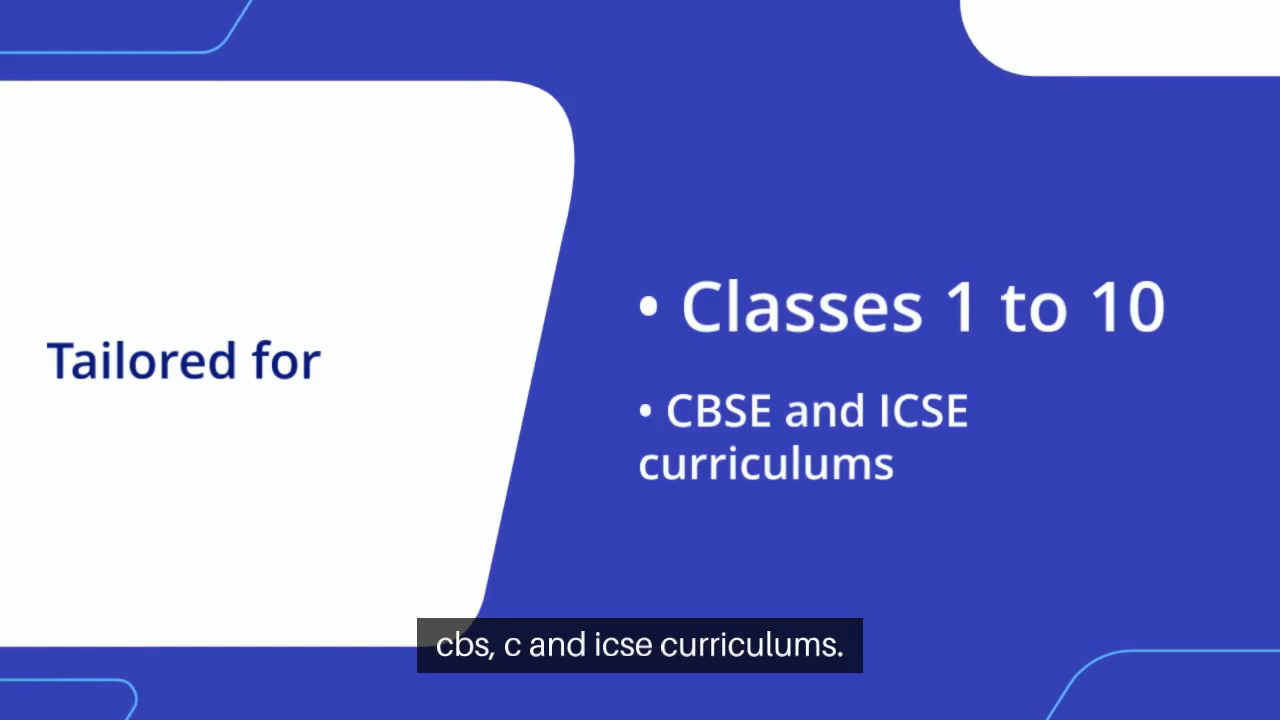 Tailored for
• Classes 1 to 10
• CBSE and ICSE
curriculums
cbs, c and icse curriculums.